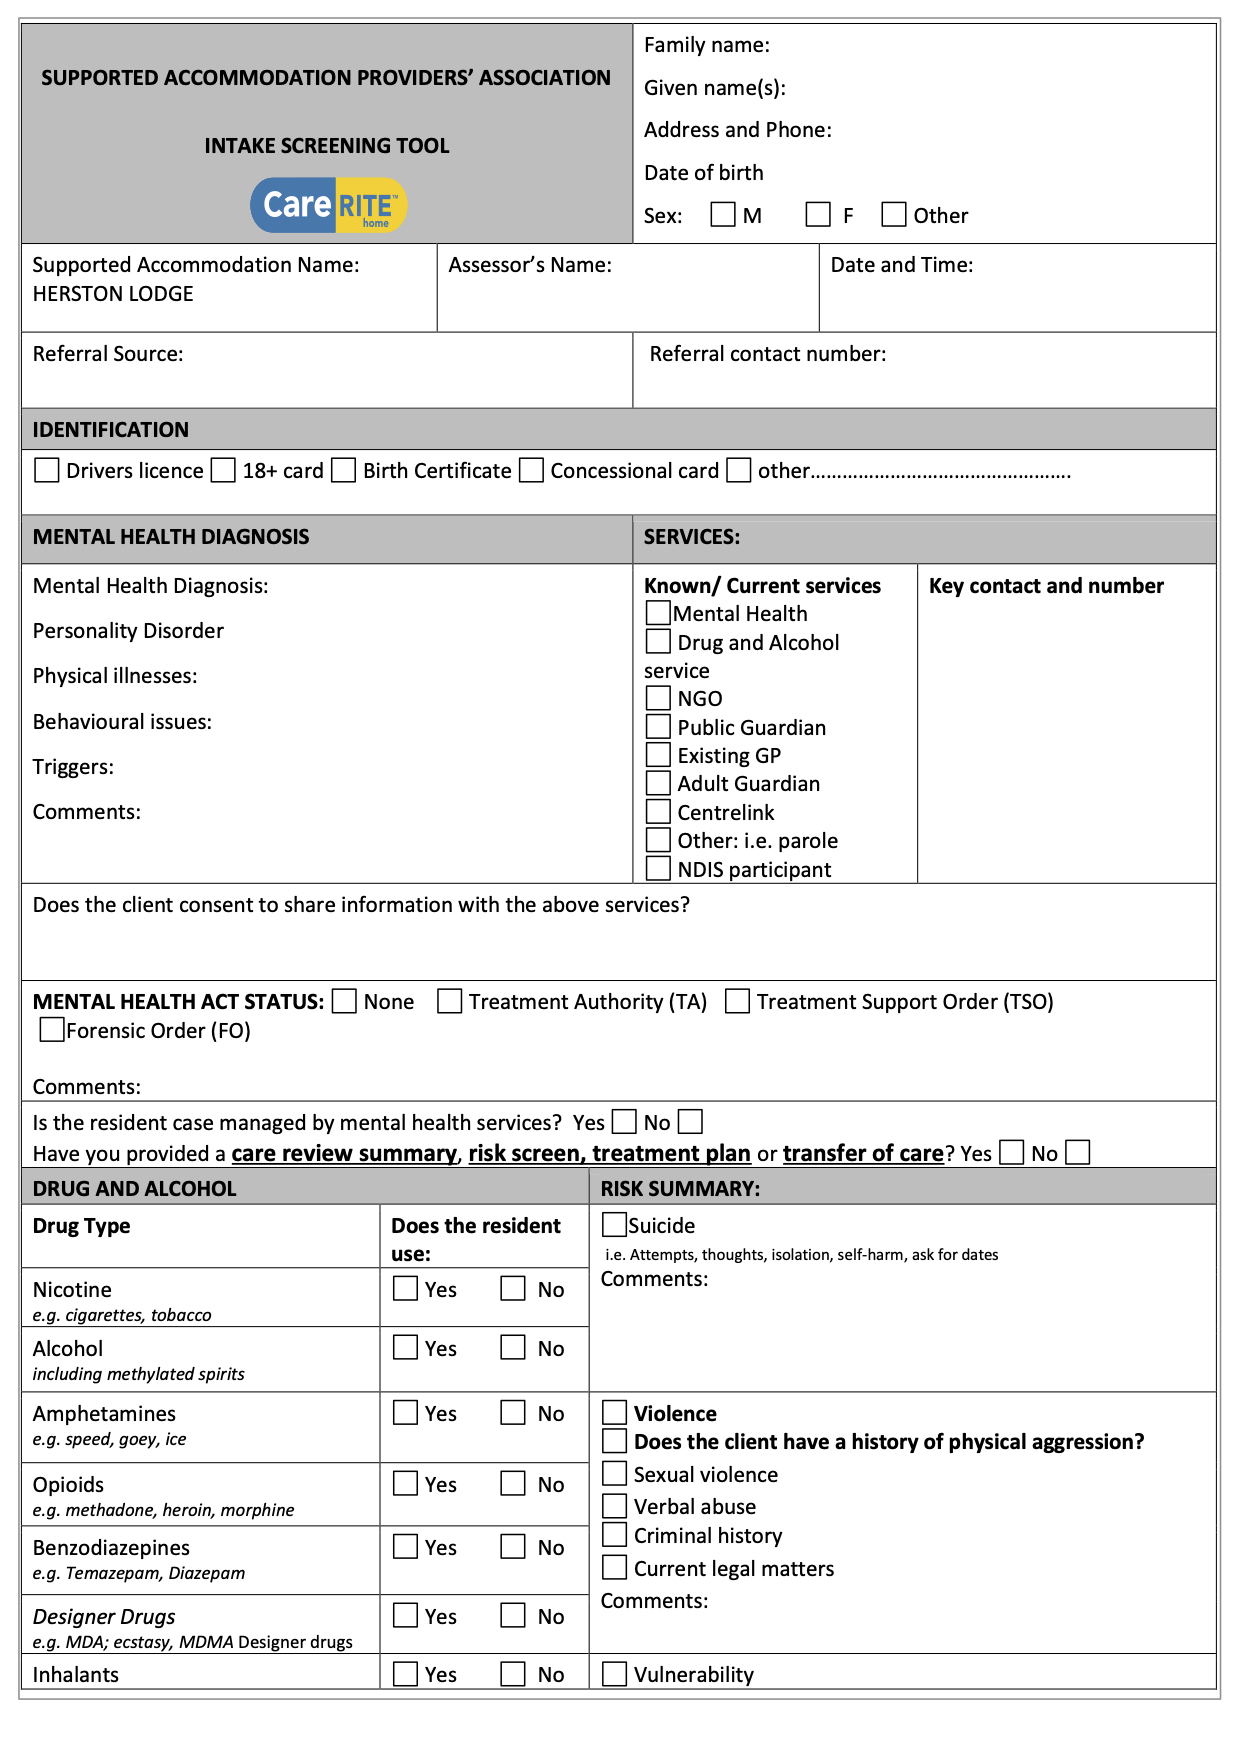 SUPPORTED ACCOMMODATION PROVIDERS’ ASSOCIATION
INTAKE SCREENING TOOL
Care RITE™
home
Family name:
Given name(s):
Address and Phone:
Date of birth
Sex: M F Other
Supported Accommodation Name:
HERSTON LODGE
Assessor’s Name:
Date and Time:
Referral Source:
Referral contact number:
IDENTIFICATION
Drivers licence 18+ card Birth Certificate Concessional card other…………………………………………
MENTAL HEALTH DIAGNOSIS
SERVICES:
Mental Health Diagnosis:
Personality Disorder
Physical illnesses:
Behavioural issues:
Triggers:
Comments:
Known/ Current services
Mental Health
Drug and Alcohol
service
NGO
Public Guardian
Existing GP
Adult Guardian
Centrelink
Other: i.e. parole
NDIS participant
Key contact and number
Does the client consent to share information with the above services?
MENTAL HEALTH ACT STATUS: None Treatment Authority (TA) Treatment Support Order (TSO)
Forensic Order (FO)
Comments:
Is the resident case managed by mental health services? Yes No
Have you provided a care review summary, risk screen, treatment plan or transfer of care? Yes No
DRUG AND ALCOHOL
Drug Type
Does the resident
use:
Nicotine
e.g. cigarettes, tobacco
Yes No
Alcohol
including methylated spirits
Yes No
Amphetamines
e.g. speed, goey, ice
Yes No
Opioids
e.g. methadone, heroin, morphine
Yes No
Benzodiazepines
e.g. Temazepam, Diazepam
Yes No
Designer Drugs
e.g. MDA; ecstasy, MDMA Designer drugs
Yes No
Inhalants
Yes No
RISK SUMMARY:
Suicide
i.e. Attempts, thoughts, isolation, self-harm, ask for dates
Comments:
Violence
Does the client have a history of physical aggression?
Sexual violence
Verbal abuse
Criminal history
Current legal matters
Comments:
Vulnerability